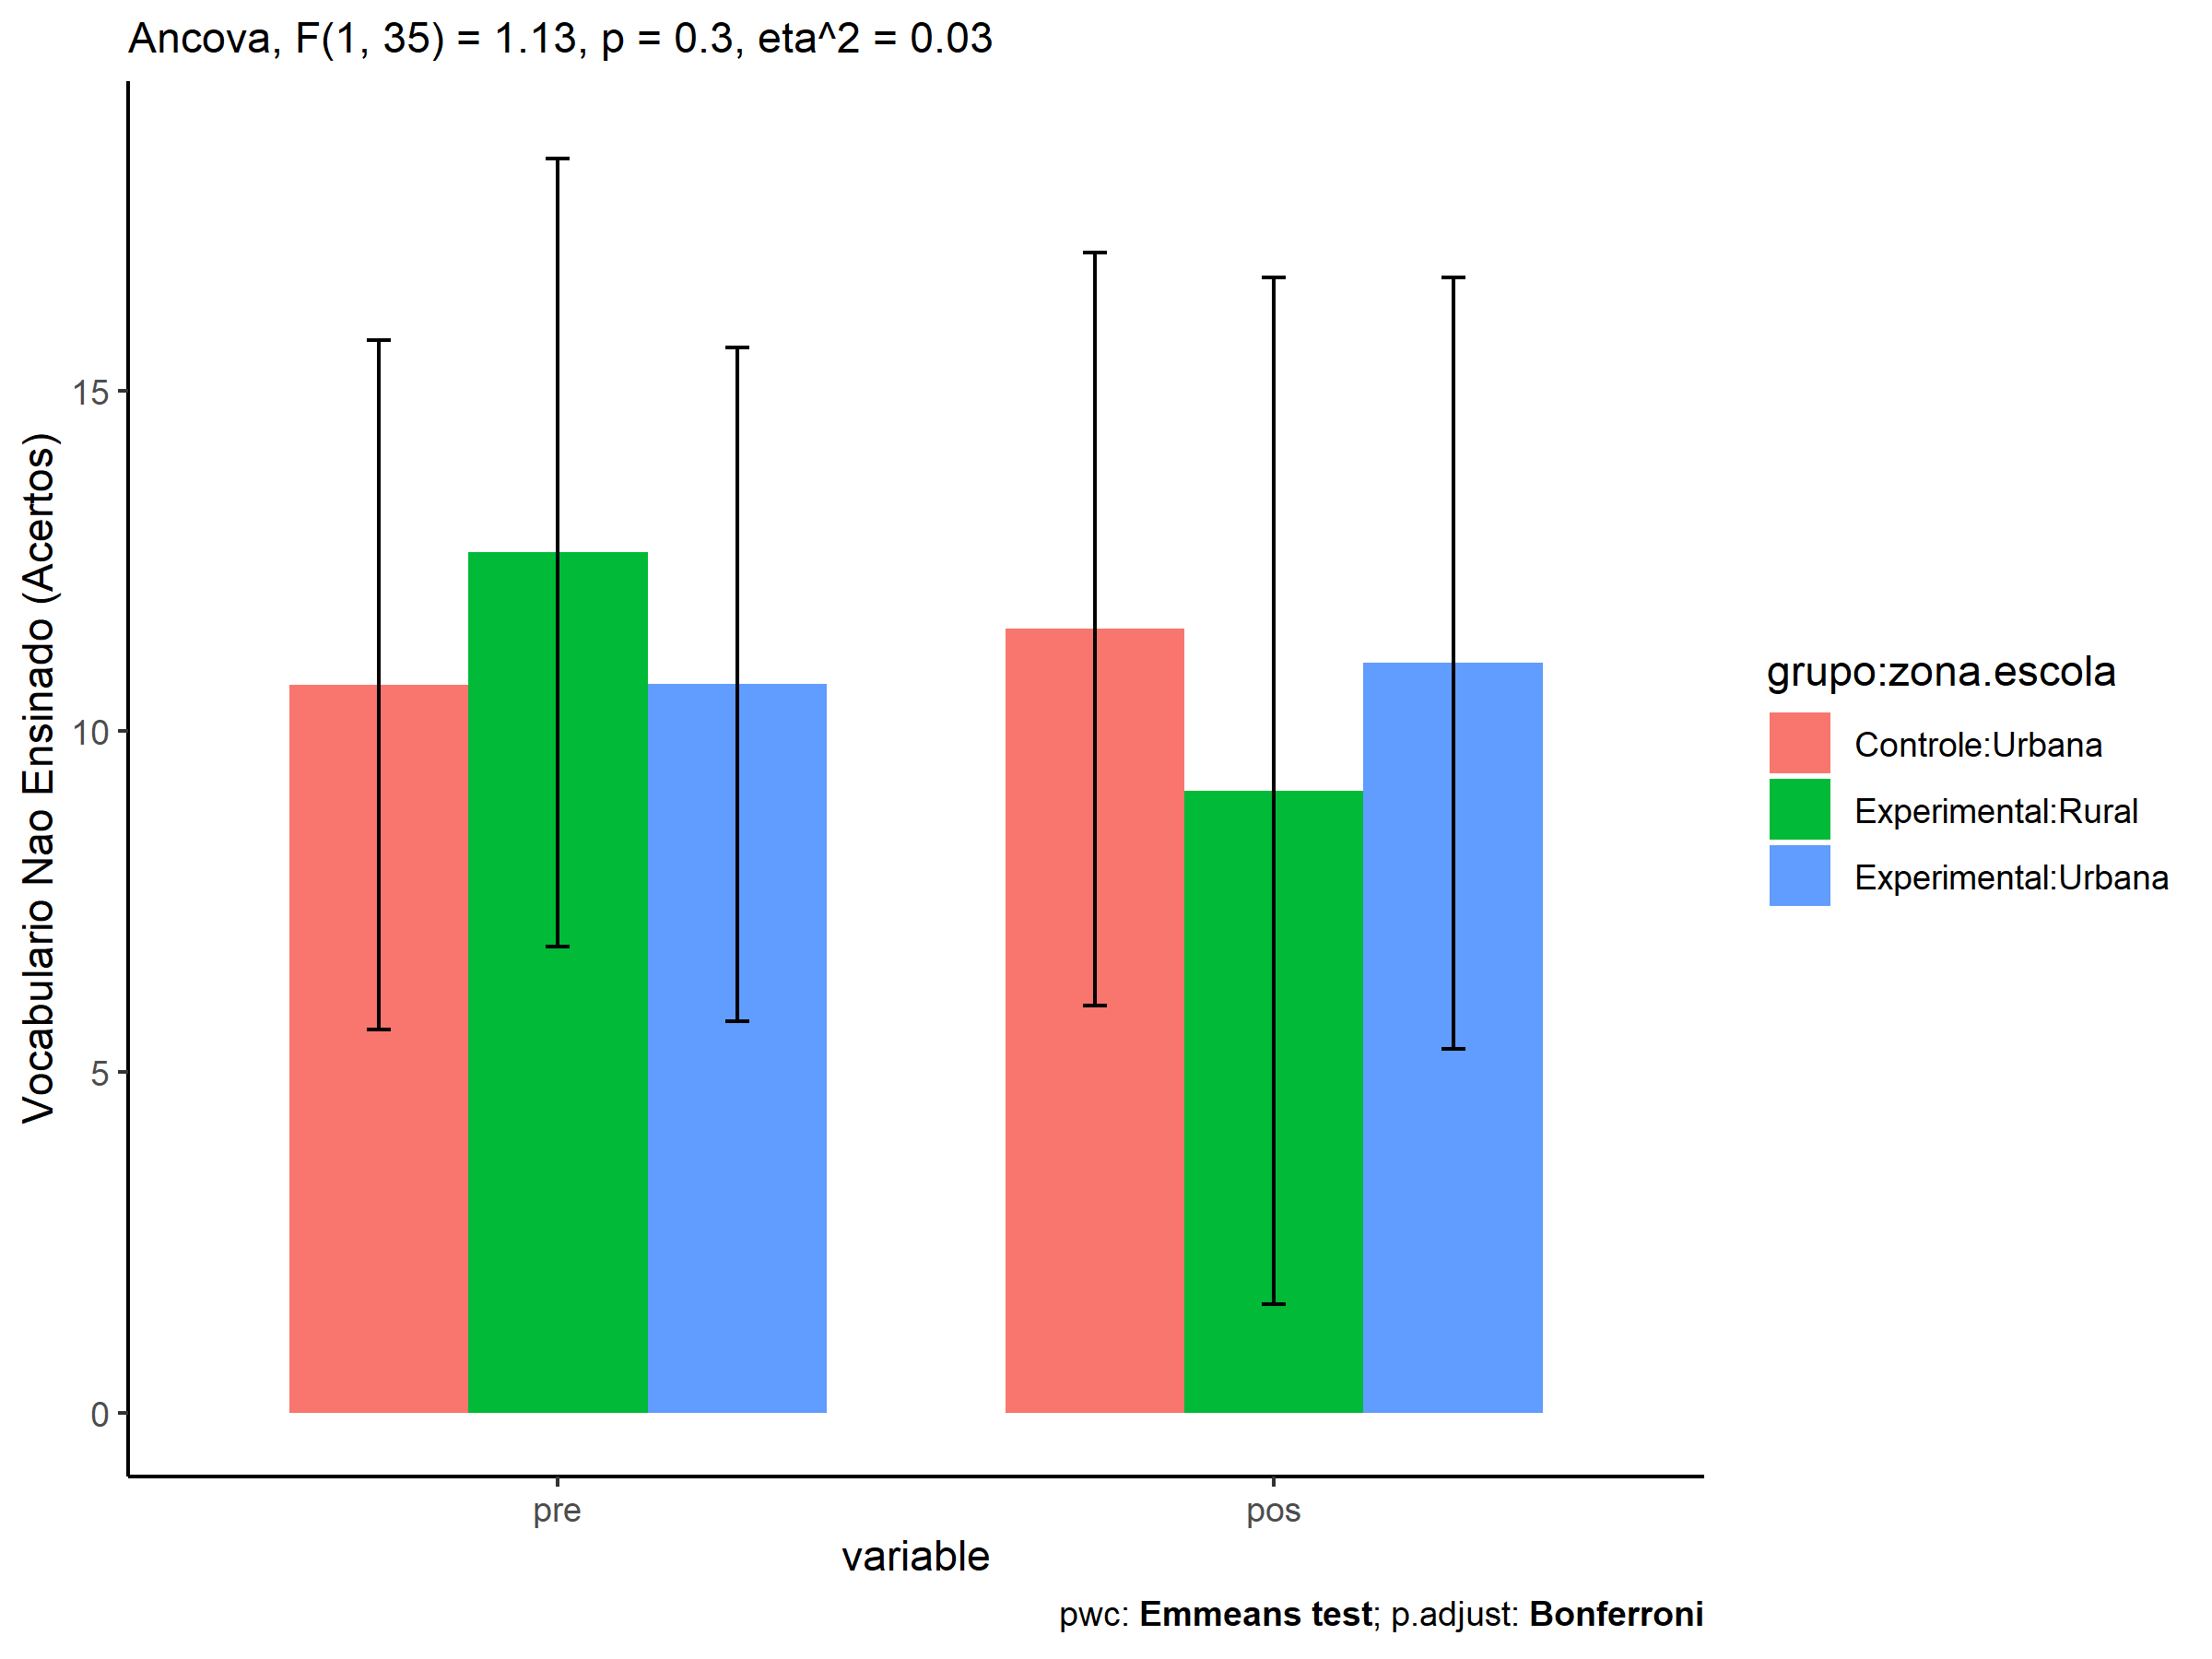 Ancova, F(1, 35) = 1.13, p = 0.3, eta^2 = 0.03
Vocabulario Nao Ensinado (Acertos)
15
10
5
0
pre
pos
variable
grupo:zona.escola
Controle:Urbana
Experimental:Rural
Experimental:Urbana
pwc: Emmeans test; p.adjust: Bonferroni